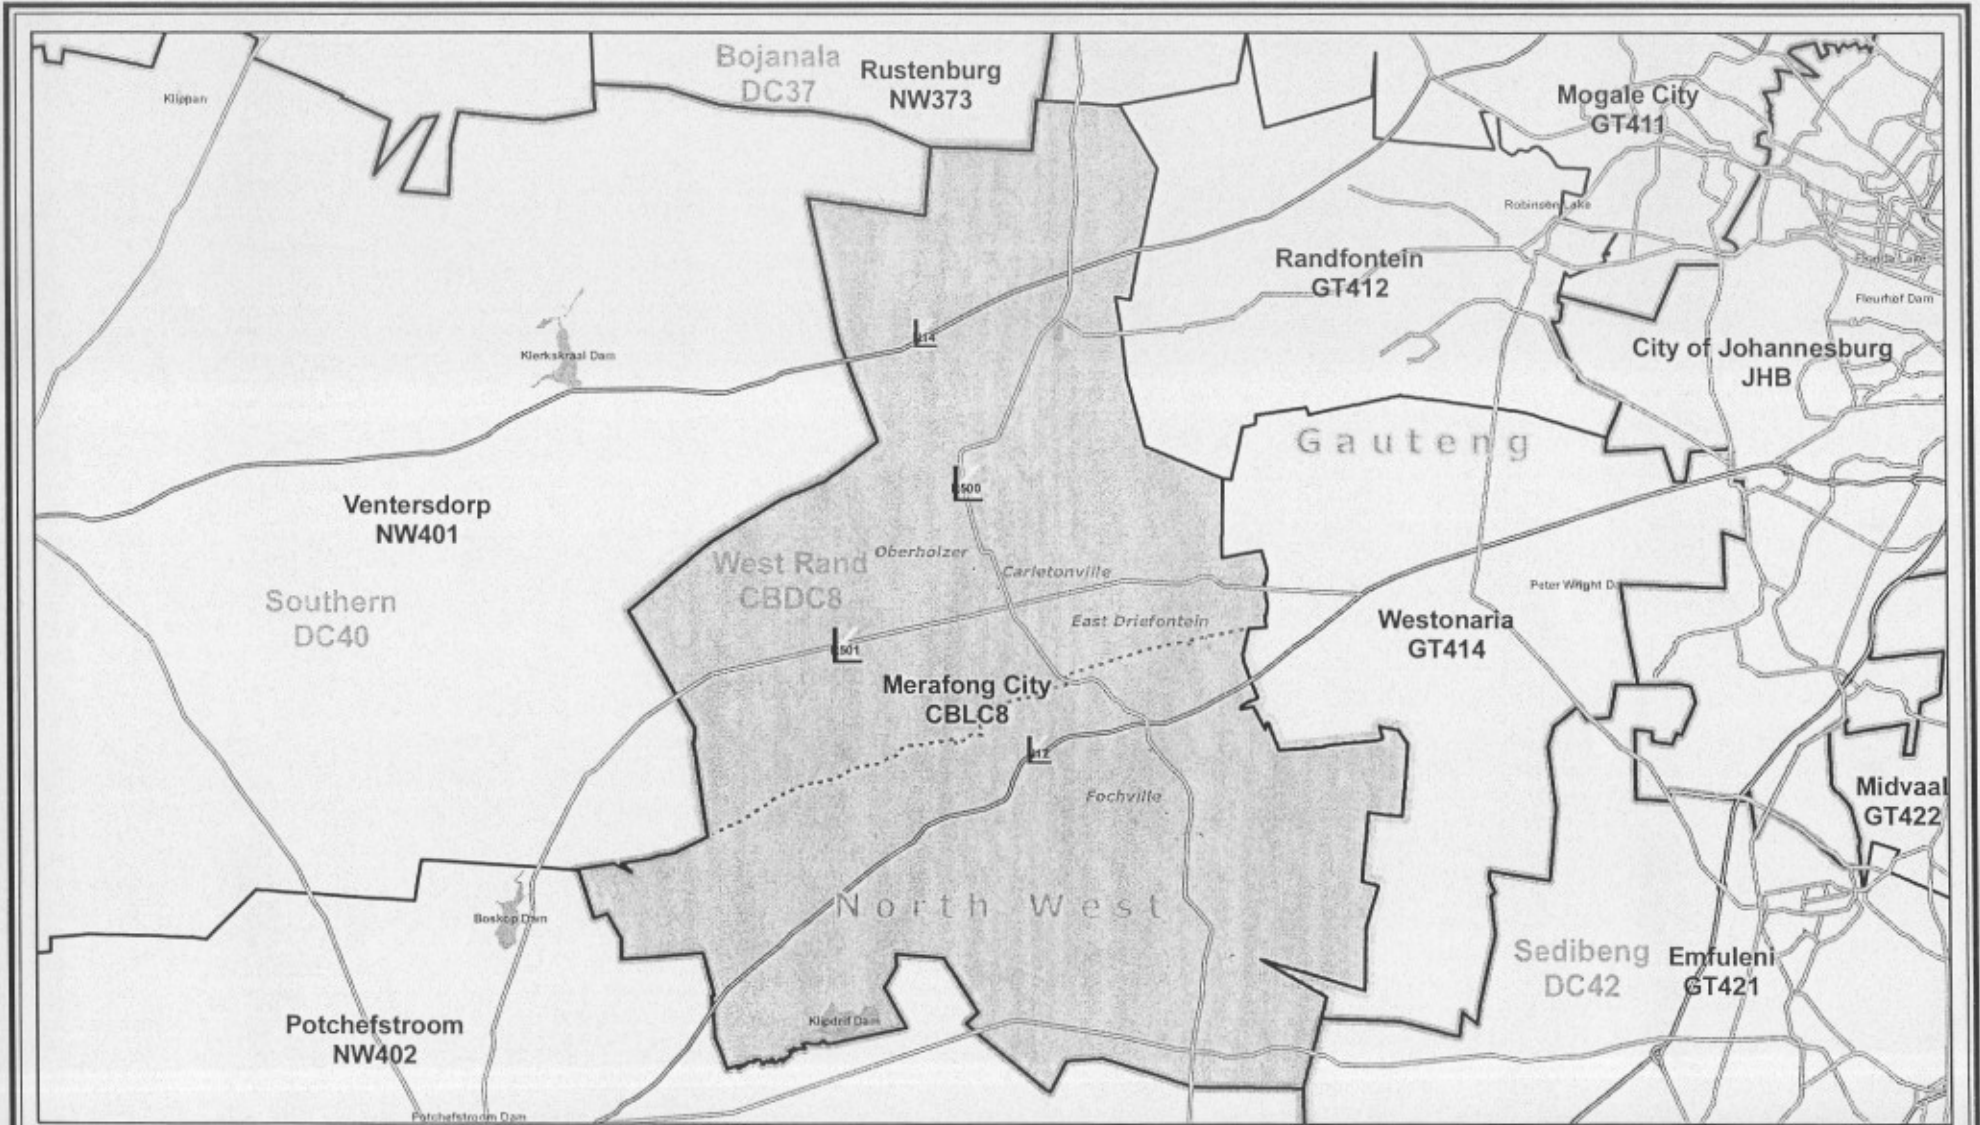 Bojanala
DC37
Rustenburg
NW373
Klippan
Mogale City
GT411
Robinson Lake
Florida Lake
Randfontein
GT412
Fleurhof Dam
Klerkskraal Dam
City of Johannesburg
JHB
Gauteng
R500
Ventersdorp
NW401
Oberholzer
West Rand
CBDC8
Carletonville
Peter Wright Da
Southern
DC40
East Driefontein
Westonaria
GT414
R501
Merafong City
CBLC8
Fochville
Midvaal
GT422
North West
Boskop Dam
Sedibeng
DC42
Emfuleni
GT421
Klipdrif Dam
Potchefstroom
NW402
Potchefstroom Dam